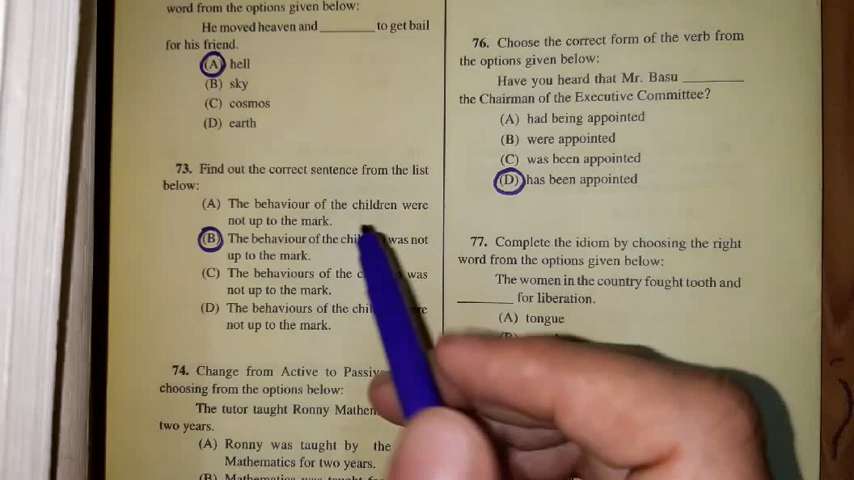 word from the options given below:
He moved heaven and ________ to get bail
for his friend.
(A) hell
(B) sky
(C) cosmos
(D) earth
73. Find out the correct sentence from the list
below:
(A) The behaviour of the children were
not up to the mark.
(B) The behaviour of the was not
up to the mark.
(C) The behaviours of the was
not up to the mark.
(D) The behaviours of the
not up to the mark.
74. Change from Active to
choosing from the options below:
The tutor taught Ronny
two years.
(A) Ronny was taught by the
Mathematics for two years.
76. Choose the correct form of the verb from
the options given below:
Have you heard that Mr. Basu ________
the Chairman of the Executive Committee?
(A) had being appointed
(B) were appointed
(C) was been appointed
(D) has been appointed
77. Complete the idiom by choosing the right
word from the options given below:
The women in the country fought tooth and
________ for liberation.
(A) tongue